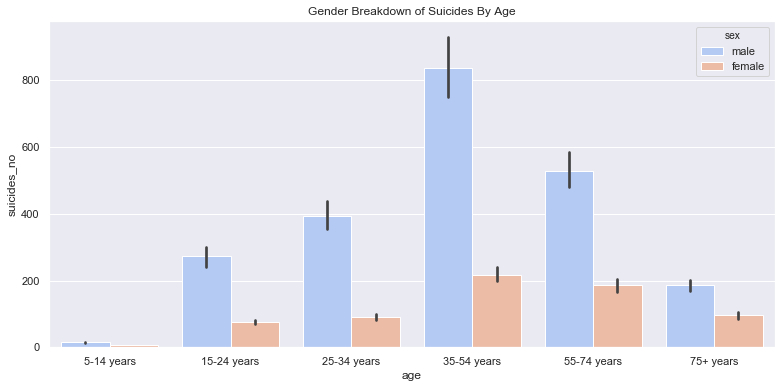 Gender Breakdown of Suicides By Age
sex
male
female
suicides_no
800
600
400
200
0
5-14 years
15-24 years
25-34 years
35-54 years
55-74 years
75+ years
age